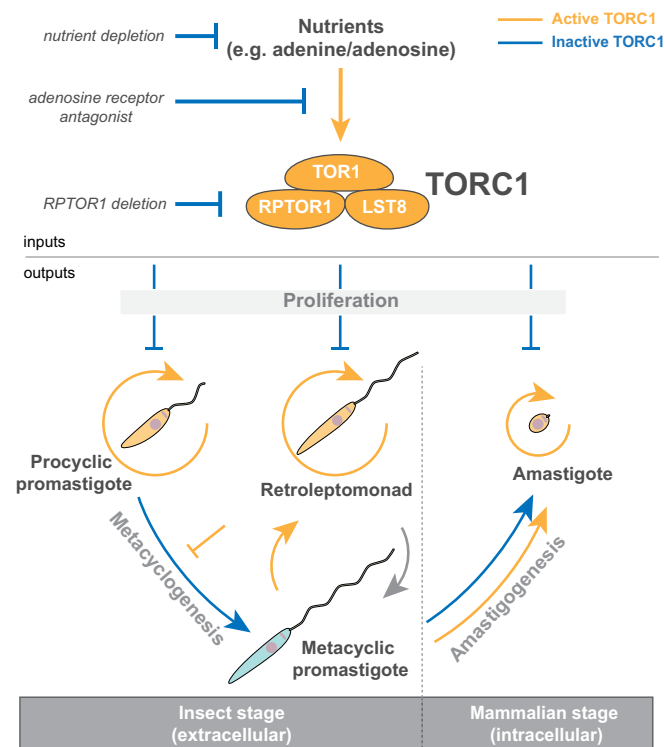 nutrient depletion
Nutrients
(e.g. adenine/adenosine)
Active TORC1
Inactive TORC1
adenosine receptor
antagonist
TOR1
TORC1
RPTOR1 deletion
RPTOR1
LST8
inputs
outputs
Proliferation
Procyclic
promastigote
Retroleptomonad
Amastigote
Metacyclogenesis
Amastigogenesis
Metacyclic
promastigote
Insect stage
(extracellular)
Mammalian stage
(intracellular)